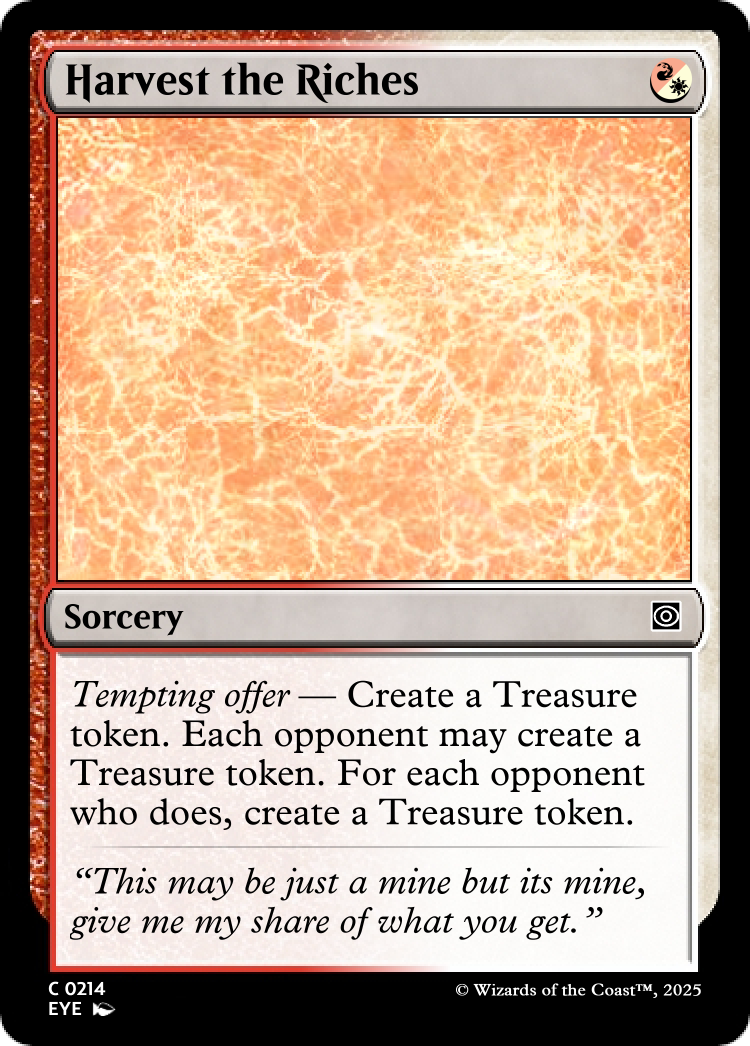 Harvest the Riches
Sorcery
Tempting offer — Create a Treasure
token. Each opponent may create a
Treasure token. For each opponent
who does, create a Treasure token.
“This may be just a mine but its mine,
give me my share of what you get.”
C 0214
EYE
© Wizards of the Coast™, 2025